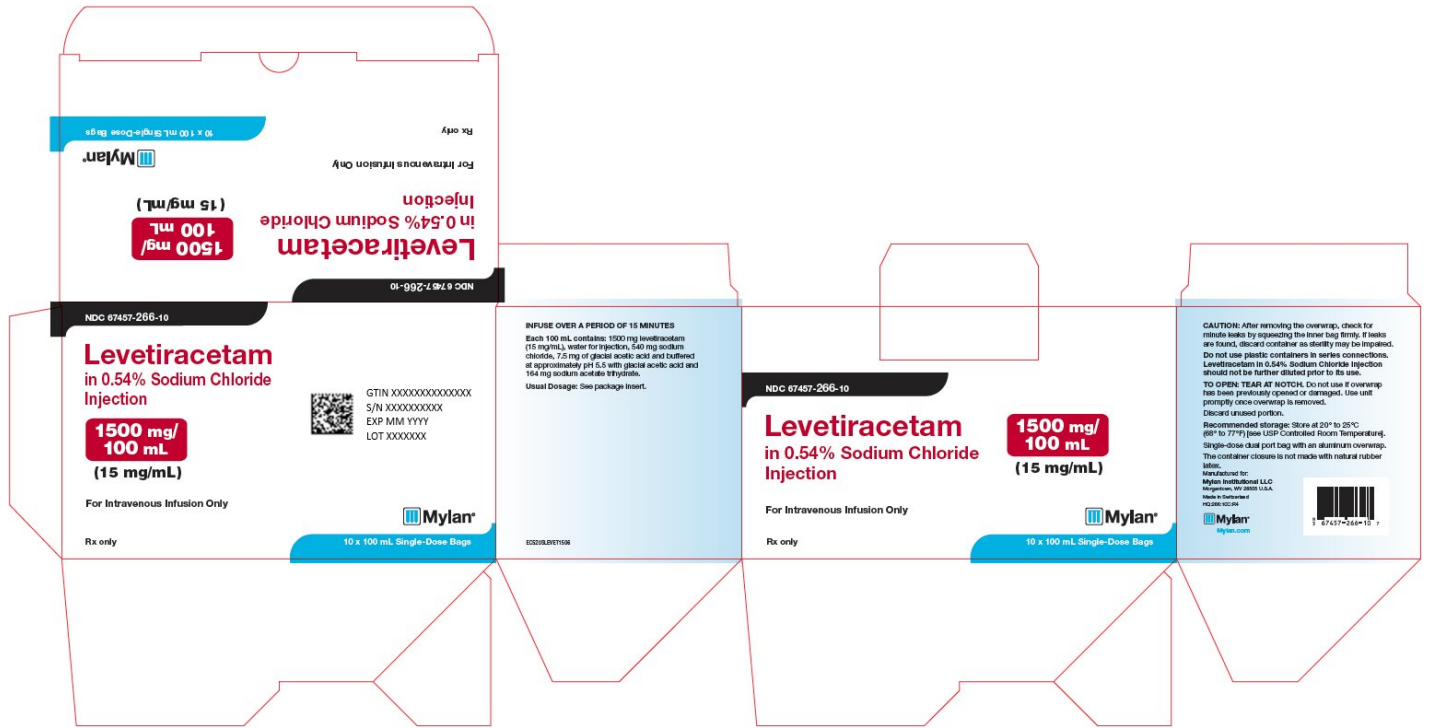 10 x 100 mL Single-Dose Bags
Rx only
Mylan®
For Intravenous Infusion Only
(15 mg/mL)
1500 mg/
100 mL
Levetiracetam
in 0.54% Sodium Chloride
Injection
NDC 67457-266-10
NDC 67457-266-10
Levetiracetam
in 0.54% Sodium Chloride
Injection
1500 mg/
100 mL
(15 mg/mL)
For Intravenous Infusion Only
Rx only
GTIN XXXXXXXXXXXXXX
S/N XXXXXXXXXX
EXP MM YYYY
LOT XXXXXXX
Mylan®
10 x 100 mL Single-Dose Bags
INFUSE OVER A PERIOD OF 15 MINUTES
Each 100 mL contains: 1500 mg levetiracetam
(15 mg/mL), water for injection, 540 mg sodium
chloride, 7.5 mg of glacial acetic acid and buffered
at approximately pH 5.5 with glacial acetic acid and
164 mg sodium acetate trihydrate.
Usual Dosage: See package insert.
EC52USLEVET1506
NDC 67457-266-10
Levetiracetam
in 0.54% Sodium Chloride
Injection
1500 mg/
100 mL
(15 mg/mL)
For Intravenous Infusion Only
Rx only
Mylan®
10 x 100 mL Single-Dose Bags
CAUTION: After removing the overwrap, check for
minute leaks by squeezing the inner bag firmly. If leaks
are found, discard container as sterility may be impaired.
Do not use plastic containers in series connections.
Levetiracetam in 0.54% Sodium Chloride Injection
should not be further diluted prior to its use.
TO OPEN: TEAR AT NOTCH. Do not use if overwrap
has been previously opened or damaged. Use unit
promptly once overwrap is removed.
Discard unused portion.
Recommended storage: Store at 20° to 25°C
(68° to 77°F) [see USP Controlled Room Temperature].
Single-dose dual port bag with an aluminum overwrap.
The container closure is not made with natural rubber
latex.
Manufactured for:
Mylan Institutional LLC
Morgantown, WV 26505 U.S.A.
Made in Switzerland
Mylan®
Mylan.com
67457-266-10 7